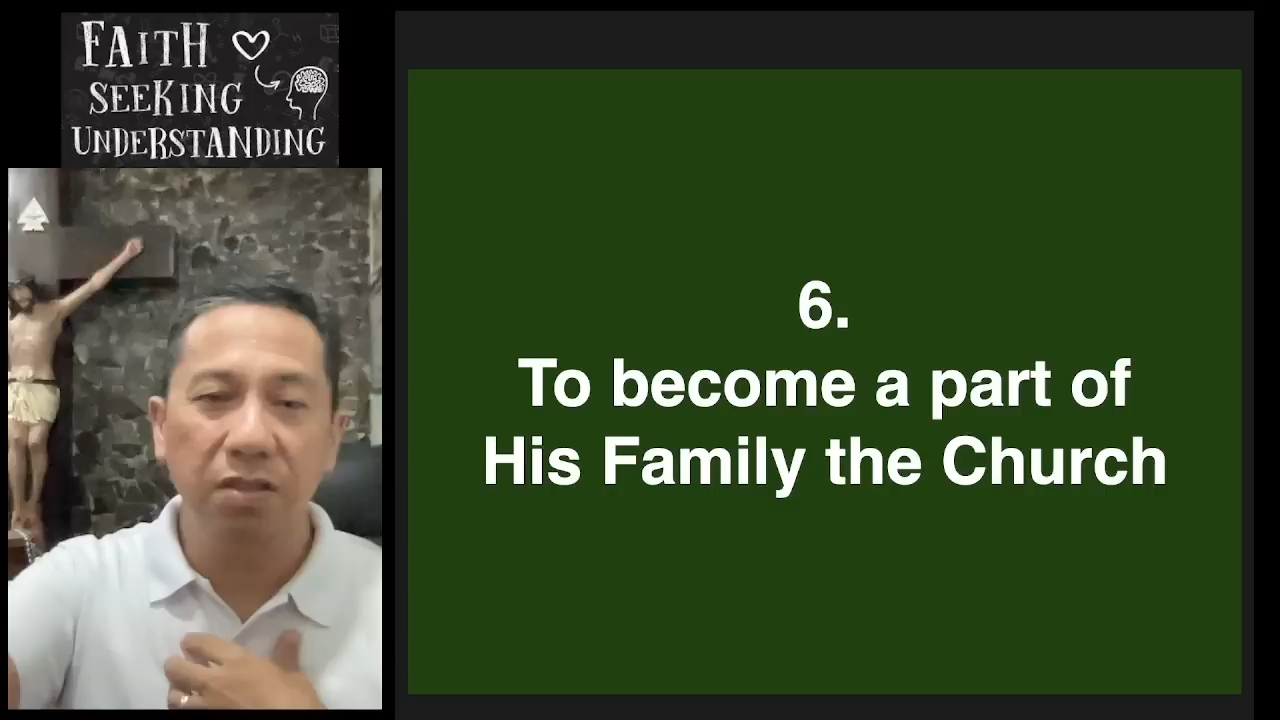 FAITH
SEEKING
UNDERSTANDING
6.
To become a part of
His Family the Church